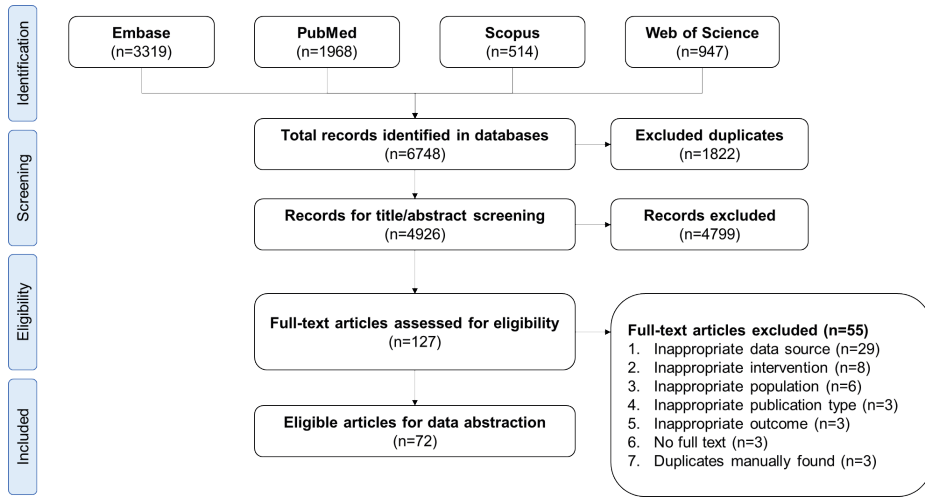 Identification
Embase
(n=3319)
PubMed
(n=1968)
Scopus
(n=514)
Web of Science
(n=947)
Screening
Total records identified in databases
(n=6748)
Excluded duplicates
(n=1822)
Records for title/abstract screening
(n=4926)
Records excluded
(n=4799)
Eligibility
Full-text articles assessed for eligibility
(n=127)
Full-text articles excluded (n=55)
1. Inappropriate data source (n=29)
2. Inappropriate intervention (n=8)
3. Inappropriate population (n=6)
4. Inappropriate publication type (n=3)
5. Inappropriate outcome (n=3)
6. No full text (n=3)
7. Duplicates manually found (n=3)
Included
Eligible articles for data abstraction
(n=72)